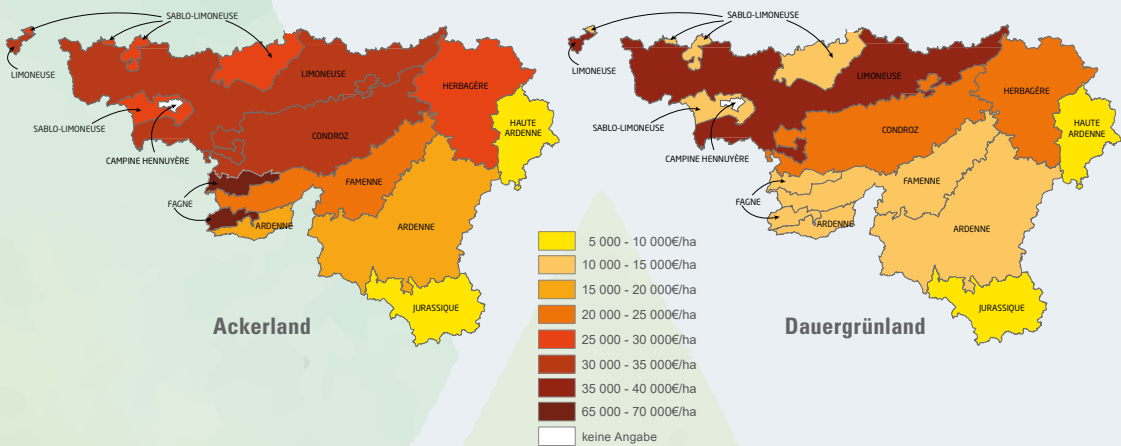 SABLO-LIMONEUSE
LIMONEUSE
LIMONEUSE
HERBAGÈRE
SABLO-LIMONEUSE
CONDROZ
HAUTE
ARDENNE
CAMPINE HENNUYÈRE
FAMENNE
FAGNE
ARDENNE
ARDENNE
JURASSIQUE
Ackerland
5 000 - 10 000€/ha
10 000 - 15 000€/ha
15 000 - 20 000€/ha
20 000 - 25 000€/ha
25 000 - 30 000€/ha
30 000 - 35 000€/ha
35 000 - 40 000€/ha
65 000 - 70 000€/ha
keine Angabe
SABLO-LIMONEUSE
LIMONEUSE
LIMONEUSE
HERBAGÈRE
SABLO-LIMONEUSE
CONDROZ
HAUTE
ARDENNE
CAMPINE HENNUYÈRE
FAMENNE
FAGNE
ARDENNE
ARDENNE
JURASSIQUE
Dauergrünland